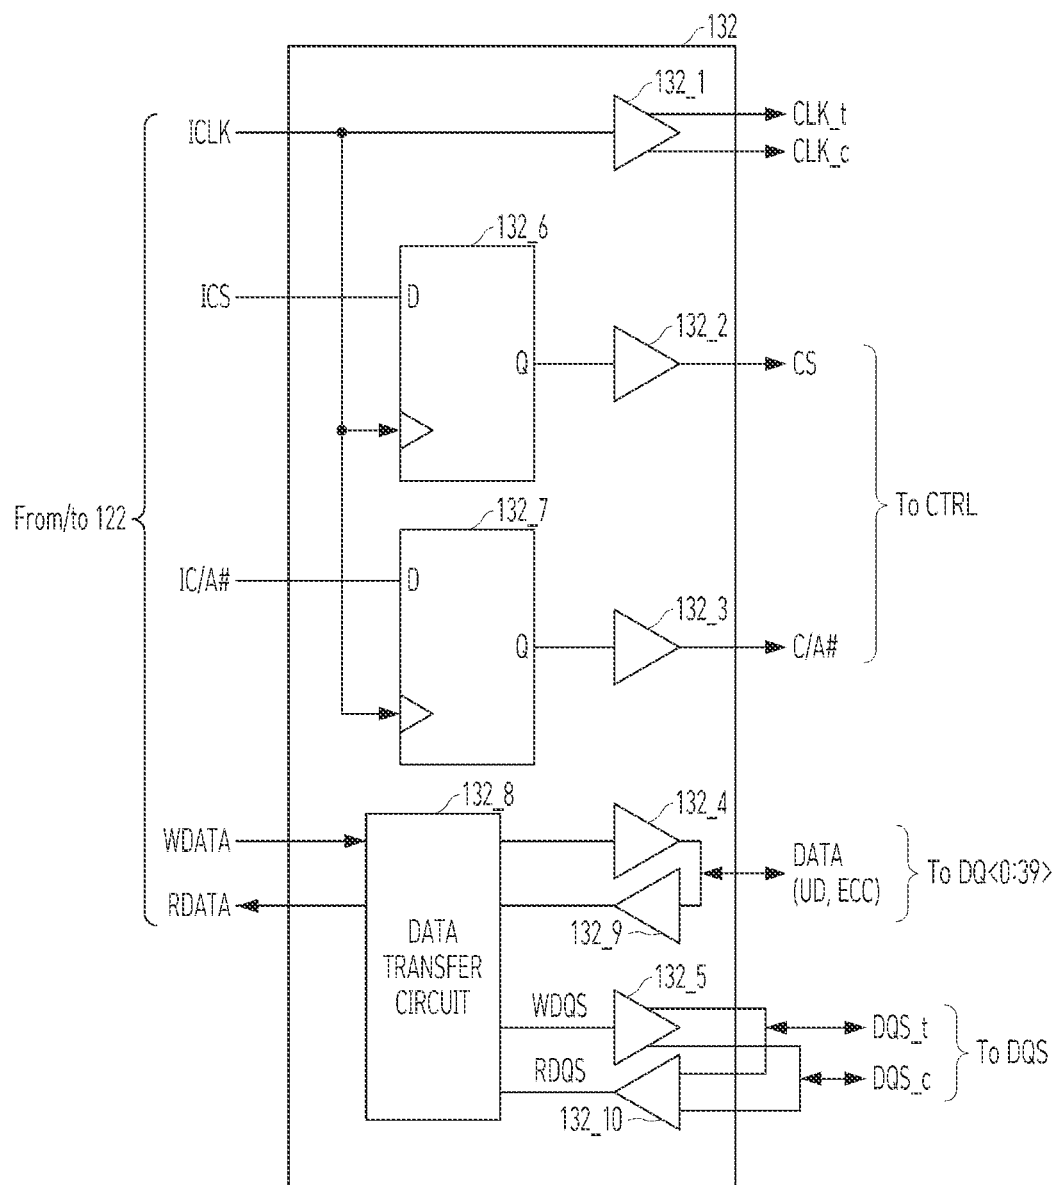 132
132_1
CLK_t
ICLK
CLK_c
132_6
ICS
D
132_2
Q
CS
From/to 122
To CTRL
132_7
IC/A#
D
132_3
Q
C/A#
132_8
132_4
WDATA
DATA
(UD, ECC)
To DQ<0:39>
RDATA
132_9
DATA
TRANSFER
CIRCUIT
132_5
WDQS
DQS_t
To DQS
RDQS
DQS_c
132_10